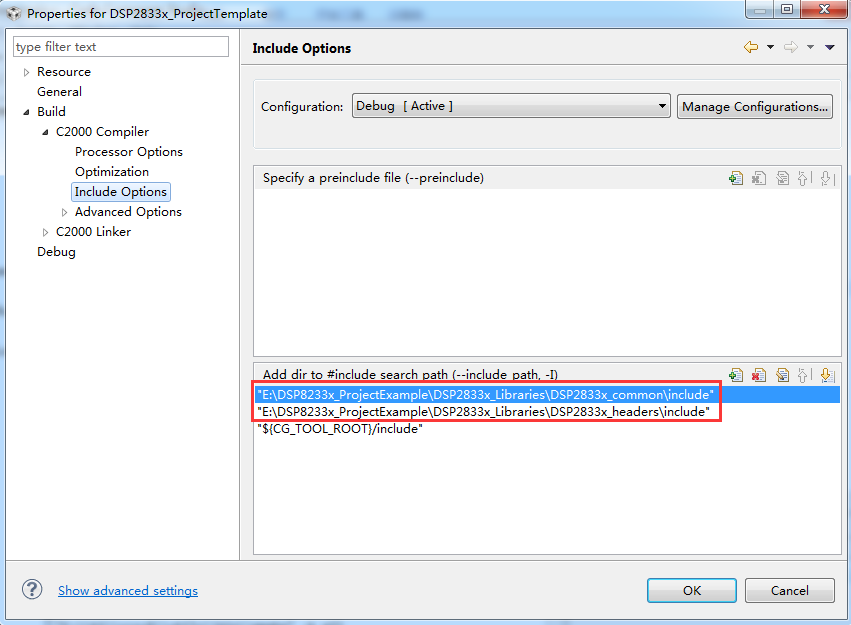 Properties for DSP2833x_ProjectTemplate
type filter text
Resource
General
Build
C2000 Compiler
Processor Options
Optimization
Include Options
Advanced Options
C2000 Linker
Debug
Include Options
Configuration:
Debug [ Active ]
Manage Configurations...
Specify a preinclude file (--preinclude)
Add dir to #include search path (--include_path, -I)
"E:\DSP8233x_ProjectExample\DSP2833x_Libraries\DSP2833x_common\include"
"E:\DSP8233x_ProjectExample\DSP2833x_Libraries\DSP2833x_headers\include"
"${CG_TOOL_ROOT}/include"
Show advanced settings
OK
Cancel